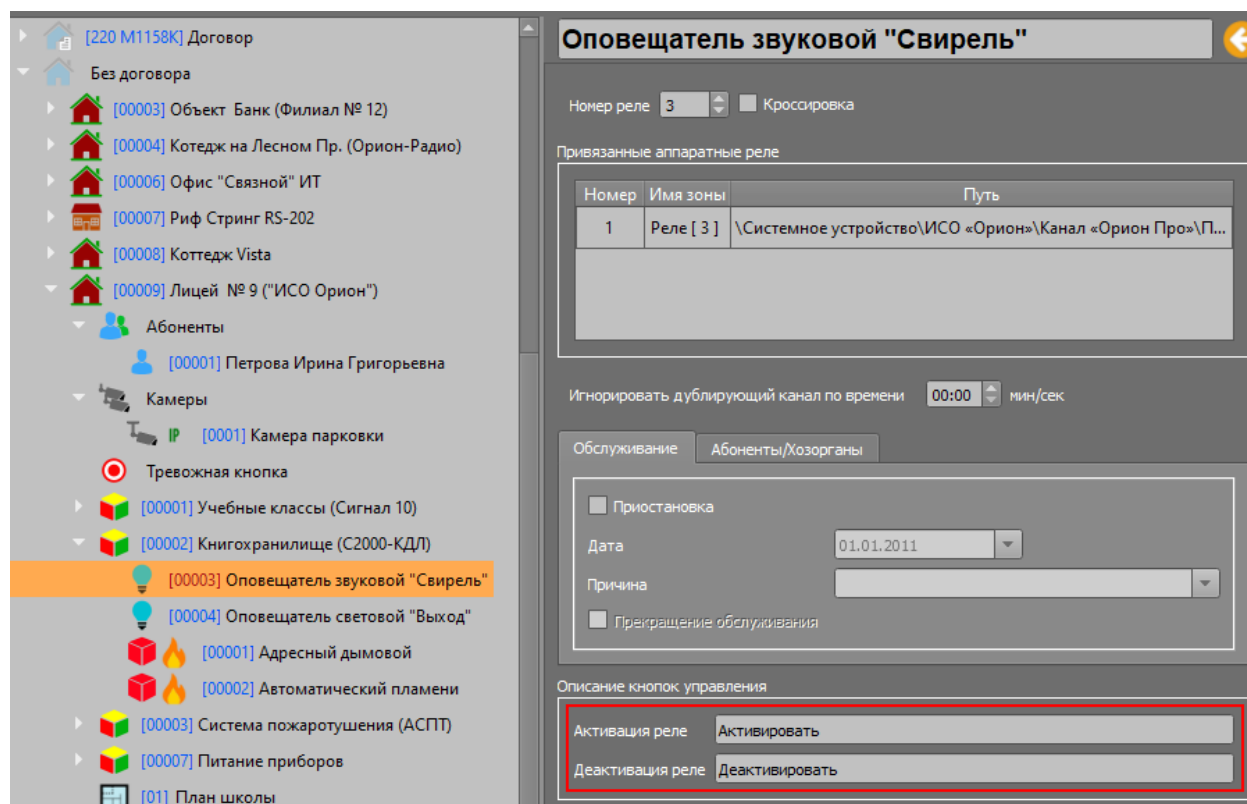 [220 М1158К] Договор
Без договора
[00003] Объект  Банк (Филиал № 12)
[00004] Котедж на Лесном Пр. (Орион-Радио)
[00006] Офис "Связной" ИТ
[00007] Риф Стринг RS-202
[00008] Коттедж Vista
[00009] Лицей  № 9 ("ИСО Орион")
Абоненты
[00001] Петрова Ирина Григорьевна
Камеры
IP [0001] Камера парковки
Тревожная кнопка
[00001] Учебные классы (Сигнал 10)
[00002] Книгохранилище (С2000-КДЛ)
[00003] Оповещатель звуковой "Свирель"
[00004] Оповещатель световой "Выход"
[00001] Адресный дымовой
[00002] Автоматический пламени
[00003] Система пожаротушения (АСПТ)
[00007] Питание приборов
[01] План школы
Оповещатель звуковой "Свирель"
Номер реле 3 Кроссировка
Привязанные аппаратные реле
Номер Имя зоны Путь
1 Реле [ 3 ] \Системное устройство\ИСО «Орион»\Канал «Орион Про»\П...
Игнорировать дублирующий канал по времени 00:00 мин/сек
Обслуживание Абоненты/Хозорганы
Приостановка
Дата 01.01.2011
Причина
Прекращение обслуживания
Описание кнопок управления
Активация реле Активировать
Деактивация реле Деактивировать